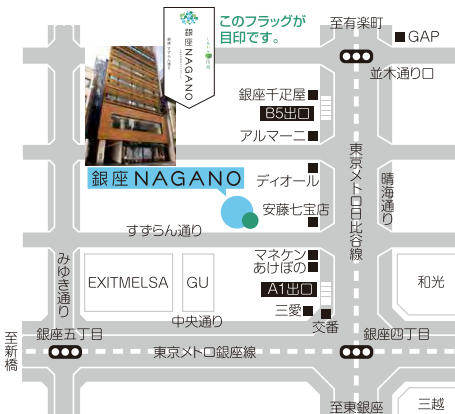 このフラッグが
目印です。
銀座NAGANO
至有楽町
GAP
並木通り口
銀座千疋屋
B5出口
アルマーニ
銀座NAGANO
ディオール
安藤七宝店
東京メトロ日比谷線
晴海通り
すずらん通り
みゆき通り
マネケン
あけぼの
EXITMELSA
GU
A1出口
和光
三愛
交番
中央通り
至新橋
銀座五丁目
銀座四丁目
東京メトロ銀座線
至東銀座
三越